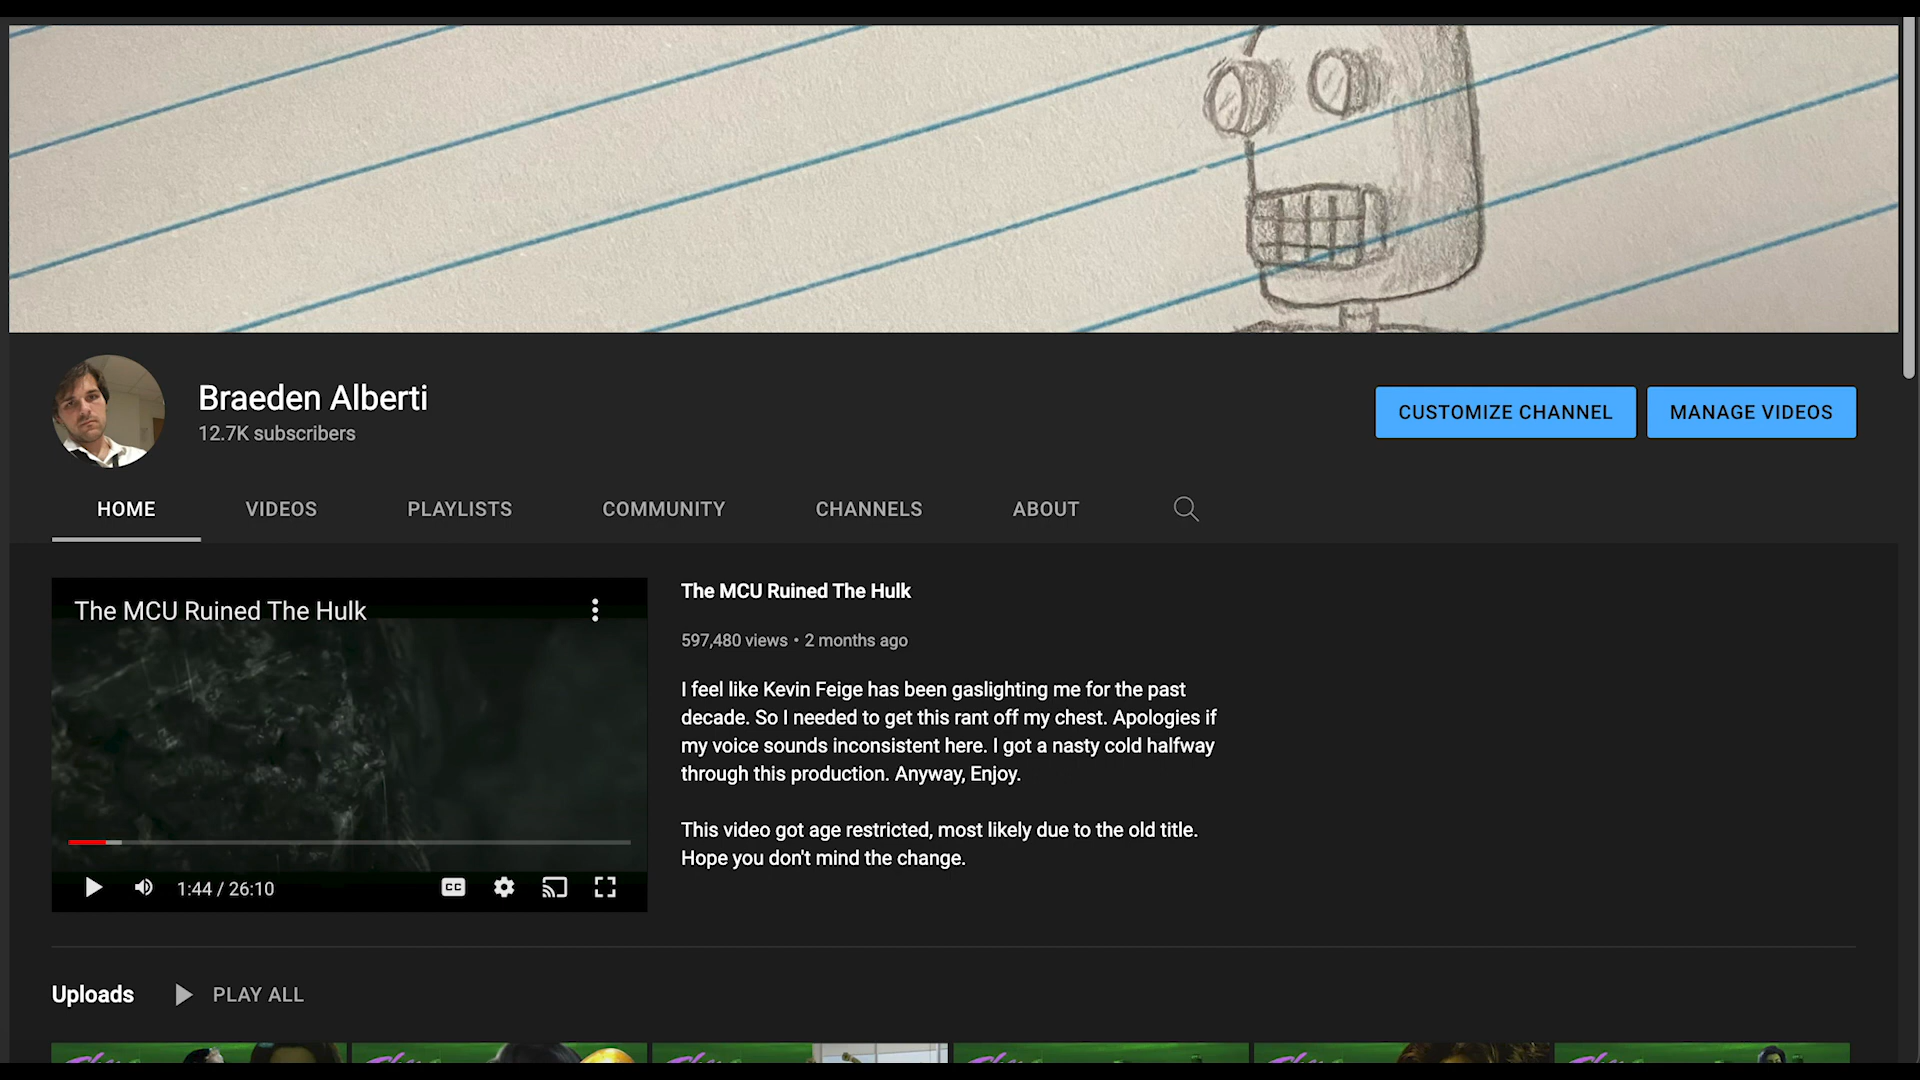 Braeden Alberti
12.7K subscribers
CUSTOMIZE CHANNEL
MANAGE VIDEOS
HOME
VIDEOS
PLAYLISTS
COMMUNITY
CHANNELS
ABOUT
The MCU Ruined The Hulk
1:44 / 26:10
CC
The MCU Ruined The Hulk
597,480 views • 2 months ago
I feel like Kevin Feige has been gaslighting me for the past
decade. So I needed to get this rant off my chest. Apologies if
my voice sounds inconsistent here. I got a nasty cold halfway
through this production. Anyway, Enjoy.
This video got age restricted, most likely due to the old title.
Hope you don't mind the change.
Uploads
PLAY ALL